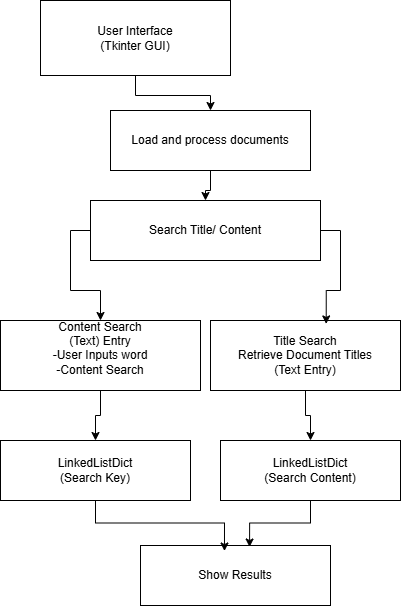 User Interface
(Tkinter GUI)
Load and process documents
Search Title/ Content
Content Search
(Text) Entry
-User Inputs word
-Content Search
Title Search
Retrieve Document Titles
(Text Entry)
LinkedListDict
(Search Key)
LinkedListDict
(Search Content)
Show Results